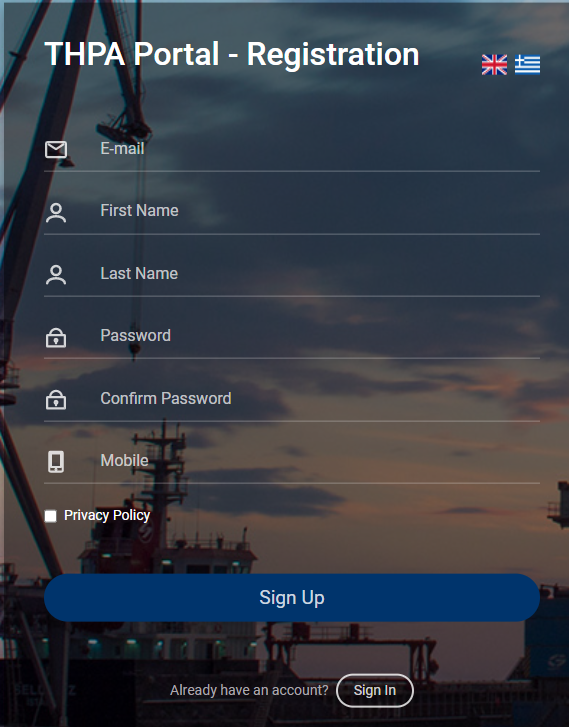 THPA Portal - Registration
E-mail
First Name
Last Name
Password
Confirm Password
Mobile
Privacy Policy
Sign Up
Already have an account? Sign In